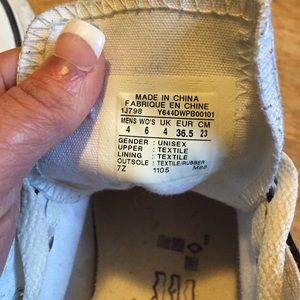 MADE IN CHINA
FABRIQUE EN CHINE
1J798 Y644DWPB00101
MENS WO'S UK EUR CM
4 6 4 36.5 23
GENDER : UNISEX
UPPER : TEXTILE
LINING : TEXTILE
OUTSOLE : TEXTILE/RUBBER
7Z 1105